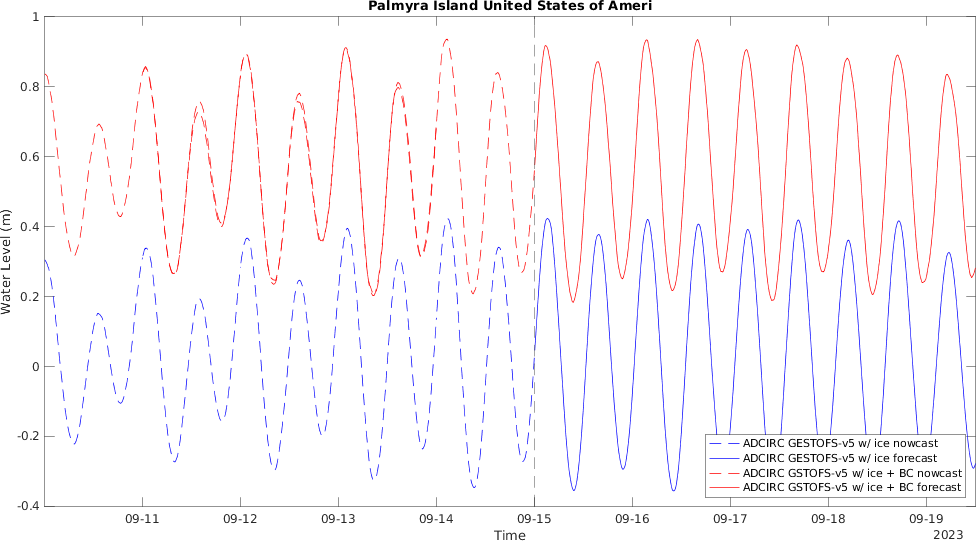 Palmyra Island United States of Ameri
Water Level (m)
1
0.8
0.6
0.4
0.2
0
-0.2
-0.4
ADCIRC GESTOFS-v5 w/ ice nowcast
ADCIRC GESTOFS-v5 w/ ice forecast
ADCIRC GSTOFS-v5 w/ ice + BC nowcast
ADCIRC GSTOFS-v5 w/ ice + BC forecast
09-11 09-12 09-13 09-14 09-15 09-16 09-17 09-18 09-19
Time
2023